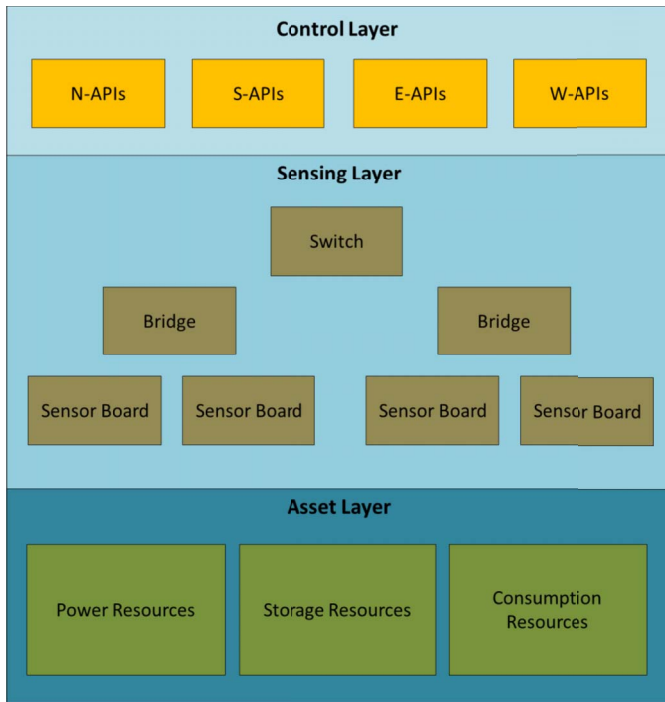 Control Layer
N-APIs S-APIs E-APIs W-APIs
Sensing Layer
Switch
Bridge Bridge
Sensor Board Sensor Board Sensor Board Sensor Board
Asset Layer
Power Resources Storage Resources Consumption
Resources